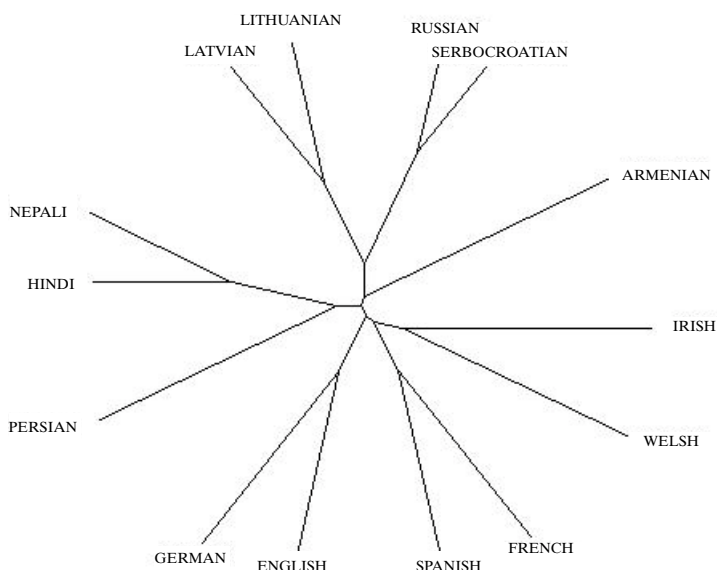 LITHUANIAN
RUSSIAN
LATVIAN
SERBOCROATIAN
ARMENIAN
NEPALI
HINDI
IRISH
PERSIAN
WELSH
GERMAN
ENGLISH
SPANISH
FRENCH